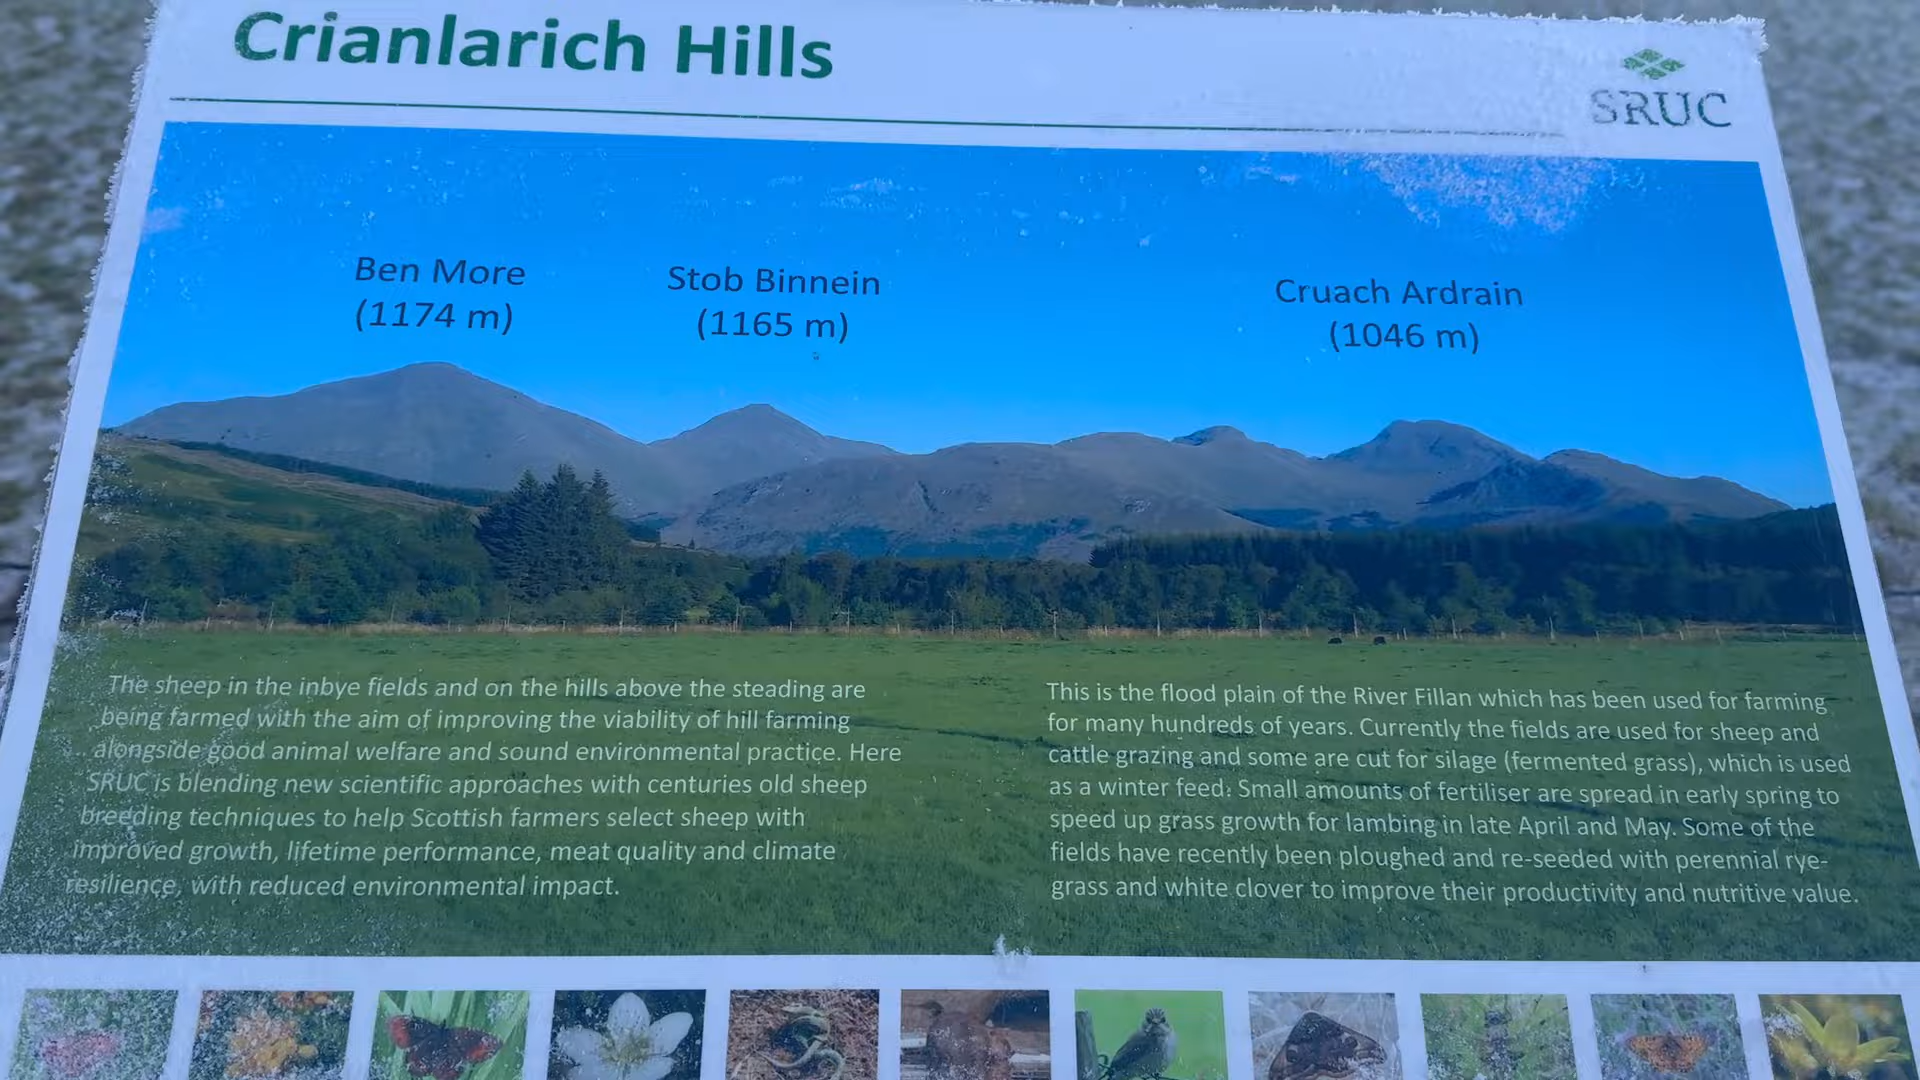 Crianlarich Hills
SRUC
Ben More
(1174 m)
Stob Binnein
(1165 m)
Cruach Ardrain
(1046 m)
The sheep in the inbye fields and on the hills above the steading are
being farmed with the aim of improving the viability of hill farming
alongside good animal welfare and sound environmental practice. Here
SRUC is blending new scientific approaches with centuries old sheep
breeding techniques to help Scottish farmers select sheep with
improved growth, lifetime performance, meat quality and climate
resilience, with reduced environmental impact.
This is the flood plain of the River Fillan which has been used for farming
for many hundreds of years. Currently the fields are used for sheep and
cattle grazing and some are cut for silage (fermented grass), which is used
as a winter feed. Small amounts of fertiliser are spread in early spring to
speed up grass growth for lambing in late April and May. Some of the
fields have recently been ploughed and re-seeded with perennial rye-
grass and white clover to improve their productivity and nutritive value.